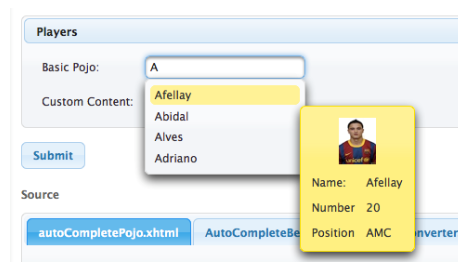 Players
Basic Pojo: A
Afellay
Custom Content:
Abidal
Alves
Adriano
Submit
Name: Afellay
Number 20
Position AMC
Source
autoCompletePojo.xhtml
AutoCompleteBe
onverter